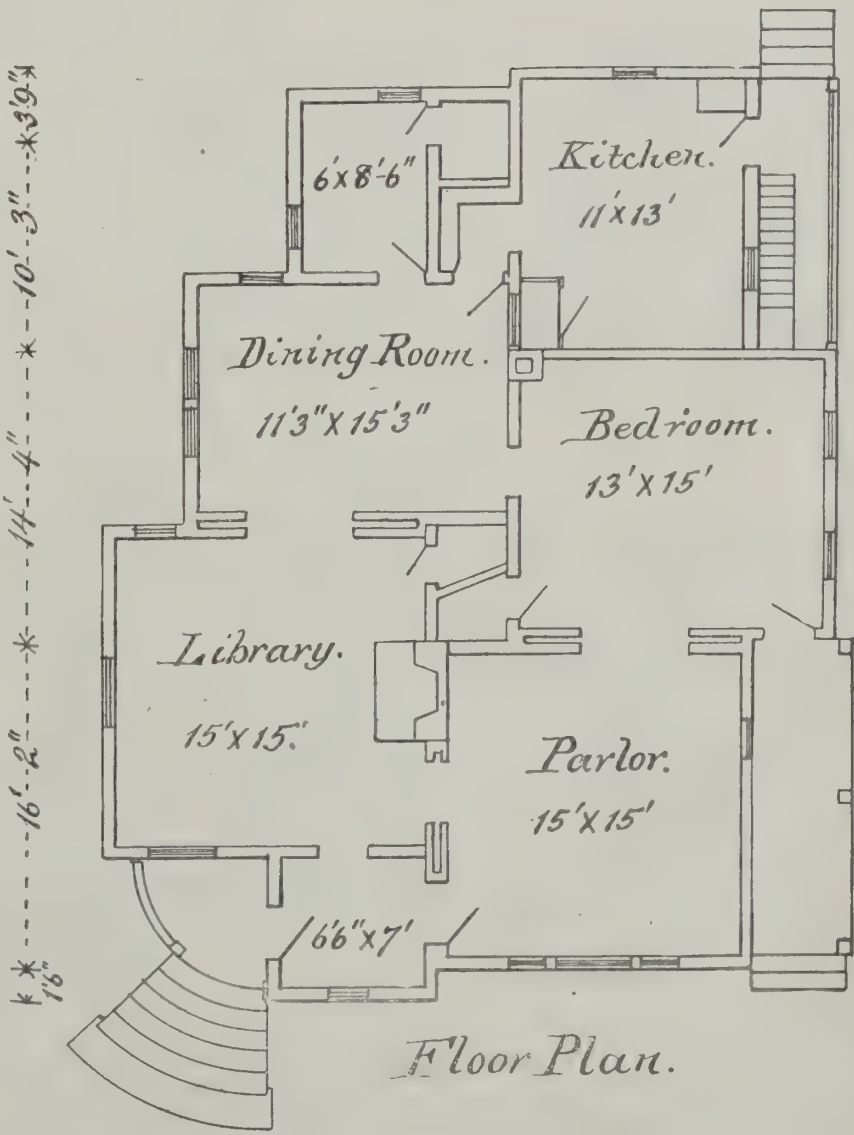 Kitchen.
11'X13'
6'X8'-6"
Dining Room.
11'3"X15'3"
Bedroom.
13'X15'
Library.
15'X15'.
Parlor.
15'X15'
6'6"X7'
Floor Plan.
*1'6"*-----16'-2"-----*----14'-4"-----*--10'-3"----*3'9"*